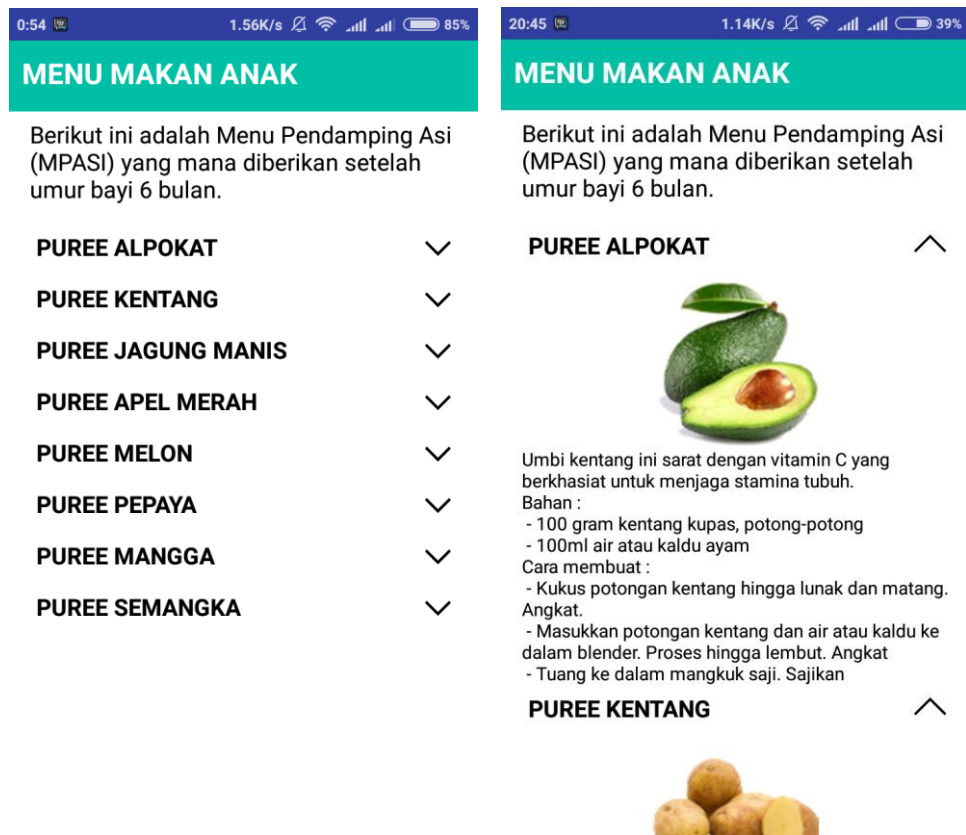 0:54
1.56K/s
85%
MENU MAKAN ANAK
Berikut ini adalah Menu Pendamping Asi
(MPASI) yang mana diberikan setelah
umur bayi 6 bulan.
PUREE ALPOKAT
PUREE KENTANG
PUREE JAGUNG MANIS
PUREE APEL MERAH
PUREE MELON
PUREE PEPAYA
PUREE MANGGA
PUREE SEMANGKA
20:45
1.14K/s
39%
MENU MAKAN ANAK
Berikut ini adalah Menu Pendamping Asi
(MPASI) yang mana diberikan setelah
umur bayi 6 bulan.
PUREE ALPOKAT
Umbi kentang ini sarat dengan vitamin C yang
berkhasiat untuk menjaga stamina tubuh.
Bahan :
- 100 gram kentang kupas, potong-potong
- 100ml air atau kaldu ayam
Cara membuat :
- Kukus potongan kentang hingga lunak dan matang.
Angkat.
- Masukkan potongan kentang dan air atau kaldu ke
dalam blender. Proses hingga lembut. Angkat
- Tuang ke dalam mangkuk saji. Sajikan
PUREE KENTANG